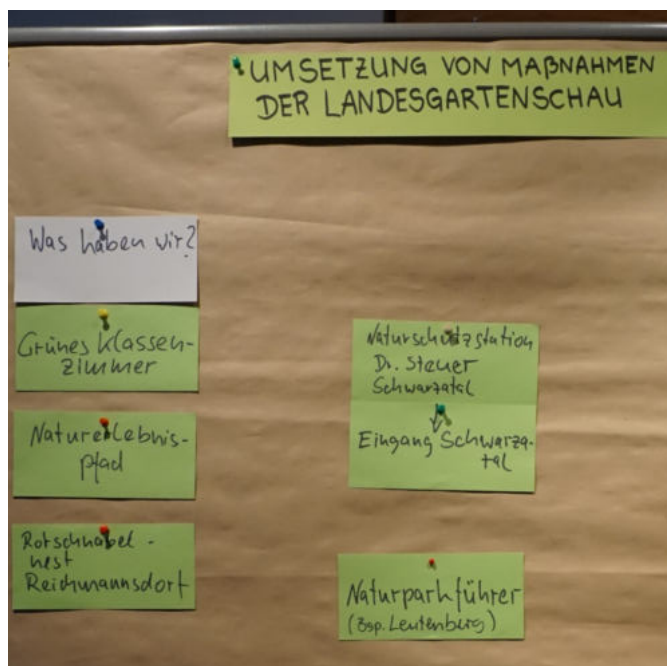 UMSETZUNG VON MAßNAHMEN
DER LANDESGARTENSCHAU
Was haben wir?
Grünes Klassen-
zimmer
Naturerlebnis-
pfad
Rotschnabel-
nest
Reichmannsdorf
Naturschutzstation
Dr. Steuer
Schwarzatal
Eingang Schwarza-
tal
Naturparkführer
(Bsp. Leutenberg)